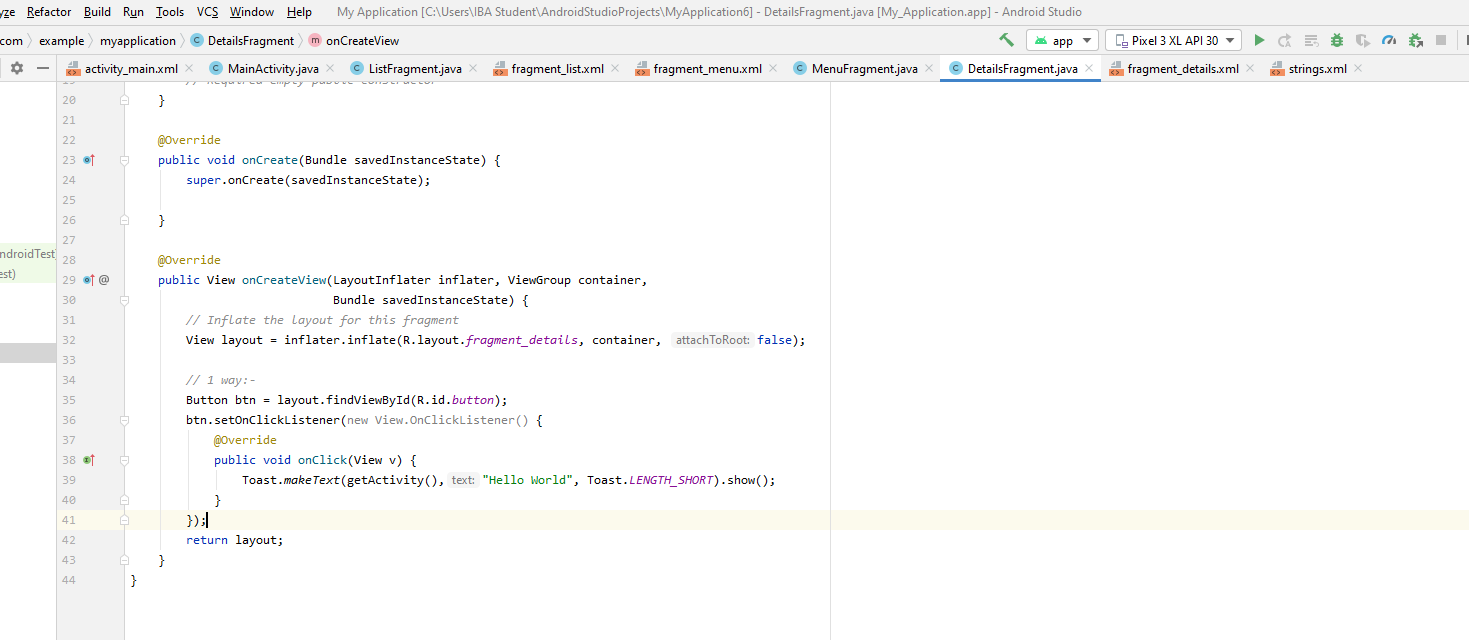 yze Refactor Build Run Tools VCS Window Help My Application [C:\Users\IBA Student\AndroidStudioProjects\MyApplication6] - DetailsFragment.java [My_Application.app] - Android Studio
com example myapplication C DetailsFragment m onCreateView app Pixel 3 XL API 30
activity_main.xml C MainActivity.java C ListFragment.java fragment_list.xml fragment_menu.xml C MenuFragment.java C DetailsFragment.java fragment_details.xml strings.xml
19 // Required empty public constructor
20 }
21
22 @Override
23 public void onCreate(Bundle savedInstanceState) {
24 super.onCreate(savedInstanceState);
25
26 }
27
ndroidTest
28 @Override
est)
29 @ public View onCreateView(LayoutInflater inflater, ViewGroup container,
30 Bundle savedInstanceState) {
31 // Inflate the layout for this fragment
32 View layout = inflater.inflate(R.layout.fragment_details, container, attachToRoot: false);
33
34 // 1 way:-
35 Button btn = layout.findViewById(R.id.button);
36 btn.setOnClickListener(new View.OnClickListener() {
37 @Override
38 public void onClick(View v) {
39 Toast.makeText(getActivity(), text: "Hello World", Toast.LENGTH_SHORT).show();
40 }
41 });
42 return layout;
43 }
44 }